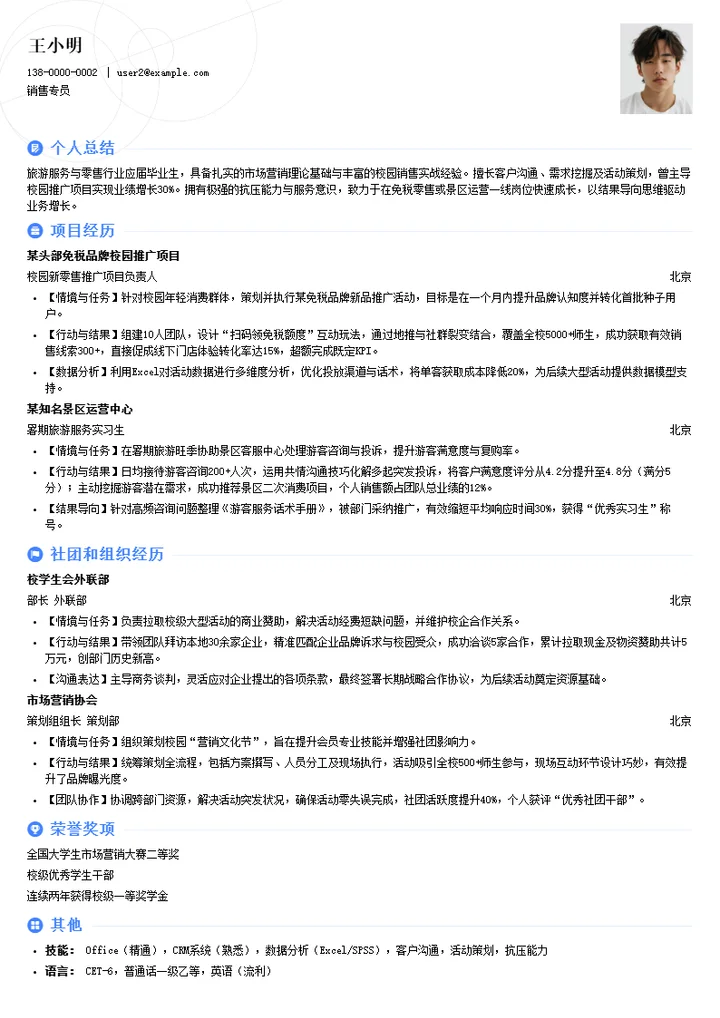 王小明
138-0000-0002 | user2@example.com
销售专员
个人总结
旅游服务与零售行业应届毕业生，具备扎实的市场营销理论基础与丰富的校园销售实战经验。擅长客户沟通、需求挖掘及活动策划，曾主导
校园推广项目实现业绩增长30%。拥有极强的抗压能力与服务意识，致力于在免税零售或景区运营一线岗位快速成长，以结果导向思维驱动
业务增长。
项目经历
某头部免税品牌校园推广项目
校园新零售推广项目负责人 北京
• 【情境与任务】针对校园年轻消费群体，策划并执行某免税品牌新品推广活动，目标是在一个月内提升品牌认知度并转化首批种子用
户。
• 【行动与结果】组建10人团队，设计“扫码领免税额度”互动玩法，通过地推与社群裂变结合，覆盖全校5000+师生，成功获取有效销
售线索300+，直接促成线下门店体验转化率达15%，超额完成既定KPI。
• 【数据分析】利用Excel对活动数据进行多维度分析，优化投放渠道与话术，将单客获取成本降低20%，为后续大型活动提供数据模型支
持。
某知名景区运营中心
暑期旅游服务实习生 北京
• 【情境与任务】在暑期旅游旺季协助景区客服中心处理游客咨询与投诉，提升游客满意度与复购率。
• 【行动与结果】日均接待游客咨询200+人次，运用共情沟通技巧化解多起突发投诉，将客户满意度评分从4.2分提升至4.8分（满分5
分）；主动挖掘游客潜在需求，成功推荐景区二次消费项目，个人销售额占团队总业绩的12%。
• 【结果导向】针对高频咨询问题整理《游客服务话术手册》，被部门采纳推广，有效缩短平均响应时间30%，获得“优秀实习生”称
号。
社团和组织经历
校学生会外联部
部长 外联部 北京
• 【情境与任务】负责拉取校级大型活动的商业赞助，解决活动经费短缺问题，并维护校企合作关系。
• 【行动与结果】带领团队拜访本地30余家企业，精准匹配企业品牌诉求与校园受众，成功洽谈5家合作，累计拉取现金及物资赞助共计5
万元，创部门历史新高。
• 【沟通表达】主导商务谈判，灵活应对企业提出的各项条款，最终签署长期战略合作协议，为后续活动奠定资源基础。
市场营销协会
策划组组长 策划部 北京
• 【情境与任务】组织策划校园“营销文化节”，旨在提升会员专业技能并增强社团影响力。
• 【行动与结果】统筹策划全流程，包括方案撰写、人员分工及现场执行，活动吸引全校500+师生参与，现场互动环节设计巧妙，有效提
升了品牌曝光度。
• 【团队协作】协调跨部门资源，解决活动突发状况，确保活动零失误完成，社团活跃度提升40%，个人获评“优秀社团干部”。
荣誉奖项
全国大学生市场营销大赛二等奖
校级优秀学生干部
连续两年获得校级一等奖学金
其他
• 技能： Office（精通），CRM系统（熟悉），数据分析（Excel/SPSS），客户沟通，活动策划，抗压能力
• 语言： CET-6，普通话一级乙等，英语（流利）